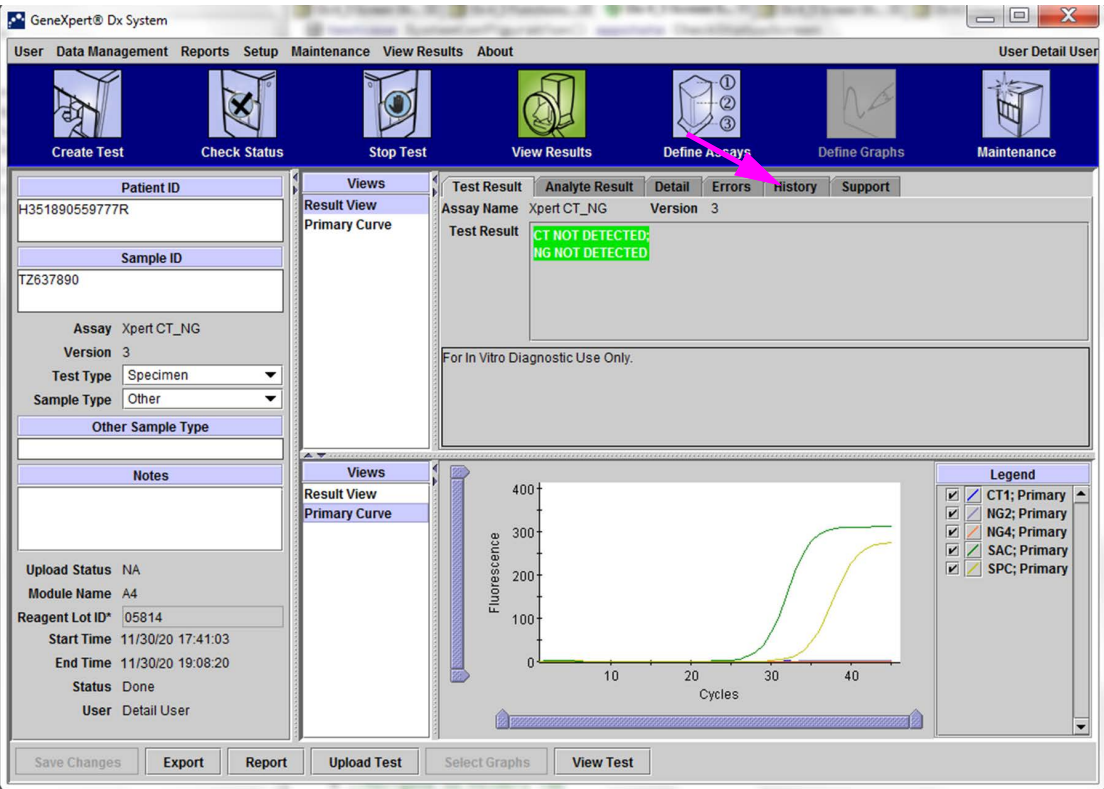 GeneXpert® Dx System
User Data Management Reports Setup Maintenance View Results About User Detail User
Create Test Check Status Stop Test View Results Define Assays Define Graphs Maintenance
① ② ③
Patient ID
H351890559777R
Sample ID
TZ637890
Assay Xpert CT_NG
Version 3
Test Type Specimen
Sample Type Other
Other Sample Type
Notes
Upload Status NA
Module Name A4
Reagent Lot ID* 05814
Start Time 11/30/20 17:41:03
End Time 11/30/20 19:08:20
Status Done
User Detail User
Views
Result View
Primary Curve
Test Result Analyte Result Detail Errors History Support
Assay Name Xpert CT_NG Version 3
Test Result CT NOT DETECTED;
NG NOT DETECTED
For In Vitro Diagnostic Use Only.
Views
Result View
Primary Curve
Fluorescence
400
300
200
100
0
10 20 30 40
Cycles
Legend
CT1; Primary
NG2; Primary
NG4; Primary
SAC; Primary
SPC; Primary
Save Changes Export Report Upload Test Select Graphs View Test